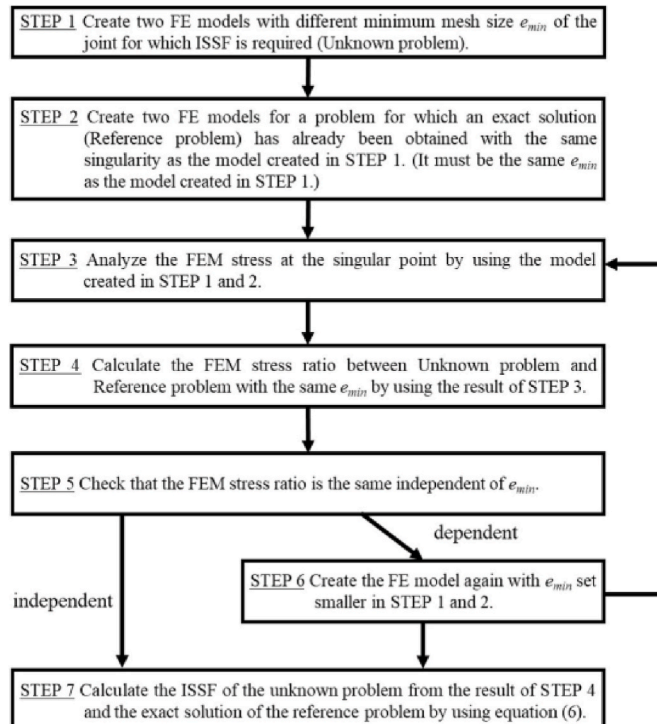 STEP 1 Create two FE models with different minimum mesh size emin of the
joint for which ISSF is required (Unknown problem).
STEP 2 Create two FE models for a problem for which an exact solution
(Reference problem) has already been obtained with the same
singularity as the model created in STEP 1. (It must be the same emin
as the model created in STEP 1.)
STEP 3 Analyze the FEM stress at the singular point by using the model
created in STEP 1 and 2.
STEP 4 Calculate the FEM stress ratio between Unknown problem and
Reference problem with the same emin by using the result of STEP 3.
STEP 5 Check that the FEM stress ratio is the same independent of emin.
dependent
independent
STEP 6 Create the FE model again with emin set
smaller in STEP 1 and 2.
STEP 7 Calculate the ISSF of the unknown problem from the result of STEP 4
and the exact solution of the reference problem by using equation (6).